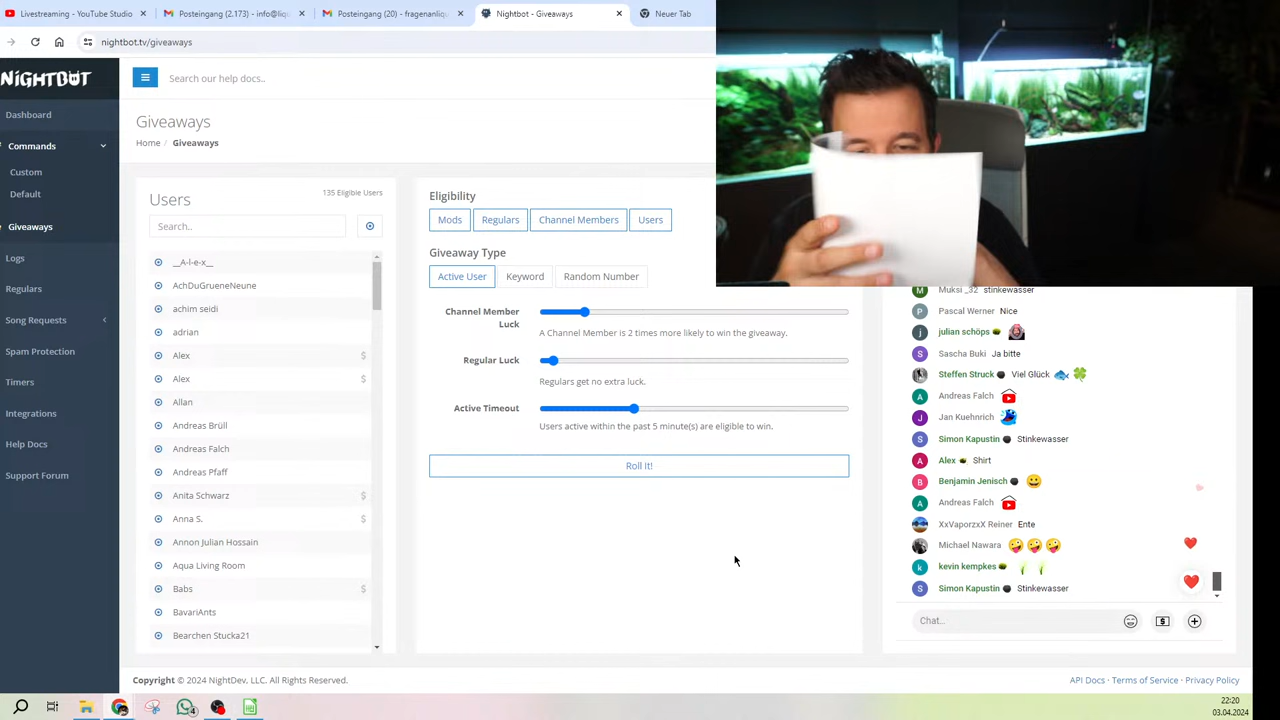 Livestreaming - YouTube Studio
Posteingang (2.173) - info@liq
Posteingang (20) - fragenanliqu
Nightbot - Giveaways
Neuer Tab
nightbot.tv/giveaways
NiGHTBOT
Search our help docs..
Dashboard
Commands
Custom
Default
Giveaways
Logs
Regulars
Song Requests
Spam Protection
Timers
Integrations
Help Docs
Support Forum
Giveaways
Home / Giveaways
Users
135 Eligible Users
Search..
__A-l-e-x__
AchDuGrueneNeune
achim seidi
adrian
Alex $
Alex $
Allan
Andreas Brüll
Andreas Falch
Andreas Pfaff
Anita Schwarz $
Anna S. $
Annon Julian Hossain
Aqua Living Room
Babs $
BavariAnts
Bearchen Stucka21
Eligibility
Mods Regulars Channel Members Users
Giveaway Type
Active User Keyword Random Number
Channel Member Luck
A Channel Member is 2 times more likely to win the giveaway.
Regular Luck
Regulars get no extra luck.
Active Timeout
Users active within the past 5 minute(s) are eligible to win.
Roll It!
M Muksi _32 stinkewasser
P Pascal Werner Nice
j julian schöps
S Sascha Buki Ja bitte
Steffen Struck Viel Glück 🐟 🍀
A Andreas Falch
J Jan Kuehnrich
S Simon Kapustin Stinkewasser
A Alex Shirt
B Benjamin Jenisch 😀
A Andreas Falch
XxVaporzxX Reiner Ente
Michael Nawara 🤪🤪🤪
k kevin kempkes
S Simon Kapustin Stinkewasser
Chat..
Copyright © 2024 NightDev, LLC. All Rights Reserved.
API Docs · Terms of Service · Privacy Policy
22:20
03.04.2024